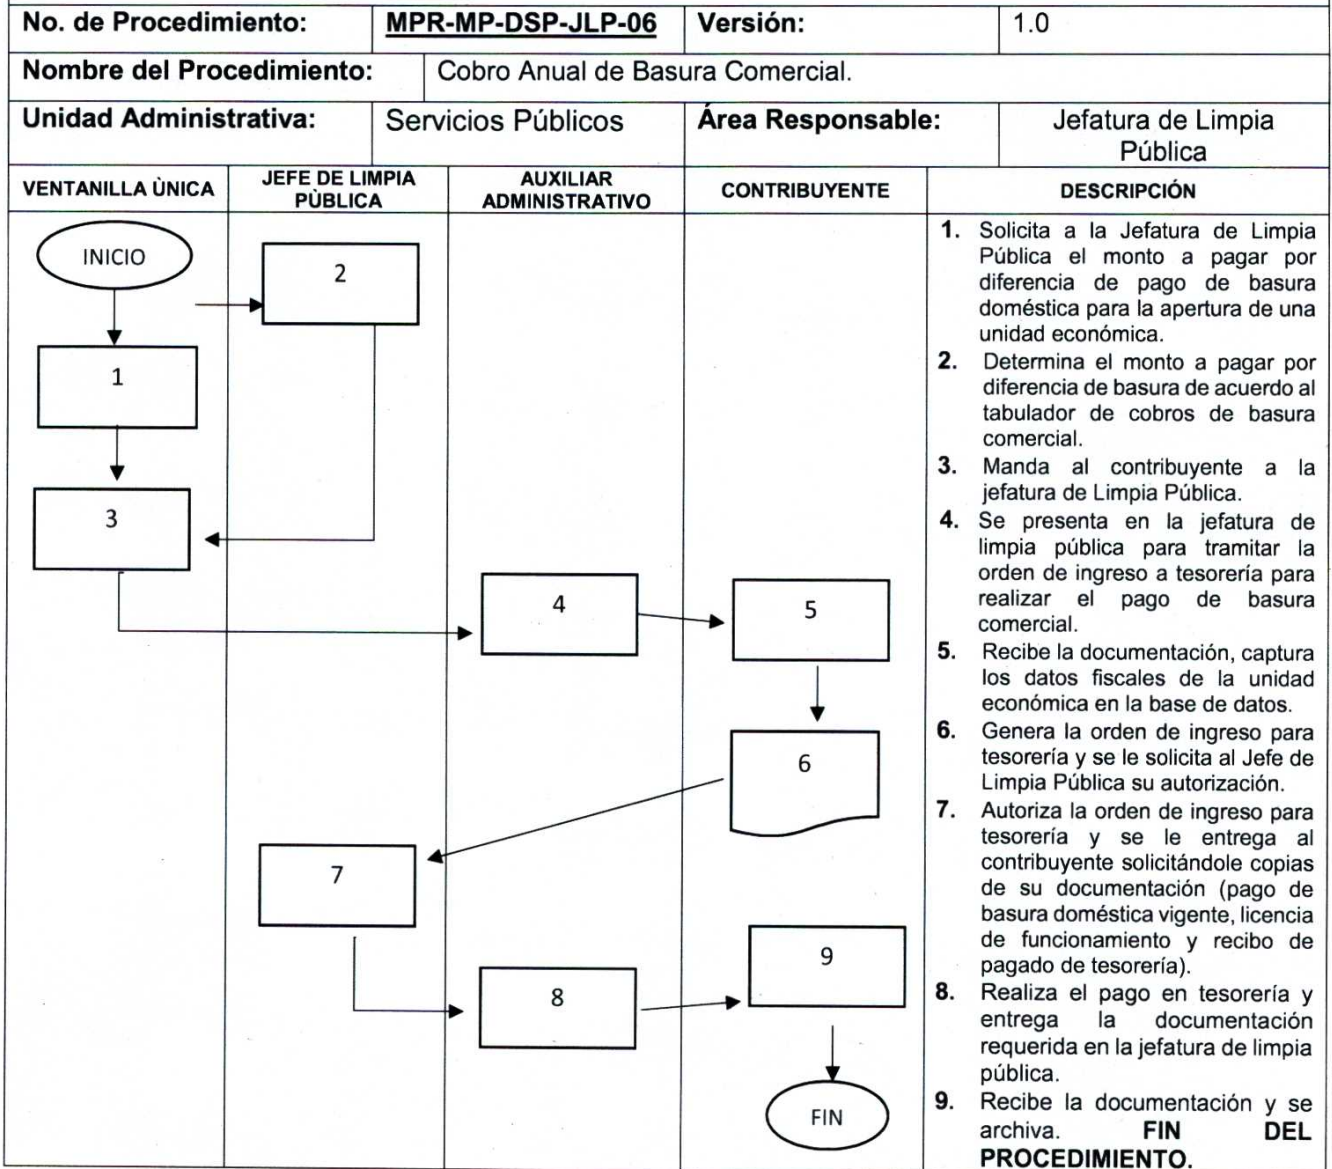 No. de Procedimiento: MPR-MP-DSP-JLP-06 Versión: 1.0
Nombre del Procedimiento: Cobro Anual de Basura Comercial.
Unidad Administrativa: Servicios Públicos Área Responsable: Jefatura de Limpia
Pública
VENTANILLA ÙNICA
JEFE DE LIMPIA
PÙBLICA
AUXILIAR
ADMINISTRATIVO
CONTRIBUYENTE
DESCRIPCIÓN
INICIO
2
1
3
4
5
6
7
9
8
FIN
1. Solicita a la Jefatura de Limpia
Pública el monto a pagar por
diferencia de pago de basura
doméstica para la apertura de una
unidad económica.
2. Determina el monto a pagar por
diferencia de basura de acuerdo al
tabulador de cobros de basura
comercial.
3. Manda al contribuyente a la
jefatura de Limpia Pública.
4. Se presenta en la jefatura de
limpia pública para tramitar la
orden de ingreso a tesorería para
realizar el pago de basura
comercial.
5. Recibe la documentación, captura
los datos fiscales de la unidad
económica en la base de datos.
6. Genera la orden de ingreso para
tesorería y se le solicita al Jefe de
Limpia Pública su autorización.
7. Autoriza la orden de ingreso para
tesorería y se le entrega al
contribuyente solicitándole copias
de su documentación (pago de
basura doméstica vigente, licencia
de funcionamiento y recibo de
pagado de tesorería).
8. Realiza el pago en tesorería y
entrega la documentación
requerida en la jefatura de limpia
pública.
9. Recibe la documentación y se
archiva. FIN DEL
PROCEDIMIENTO.